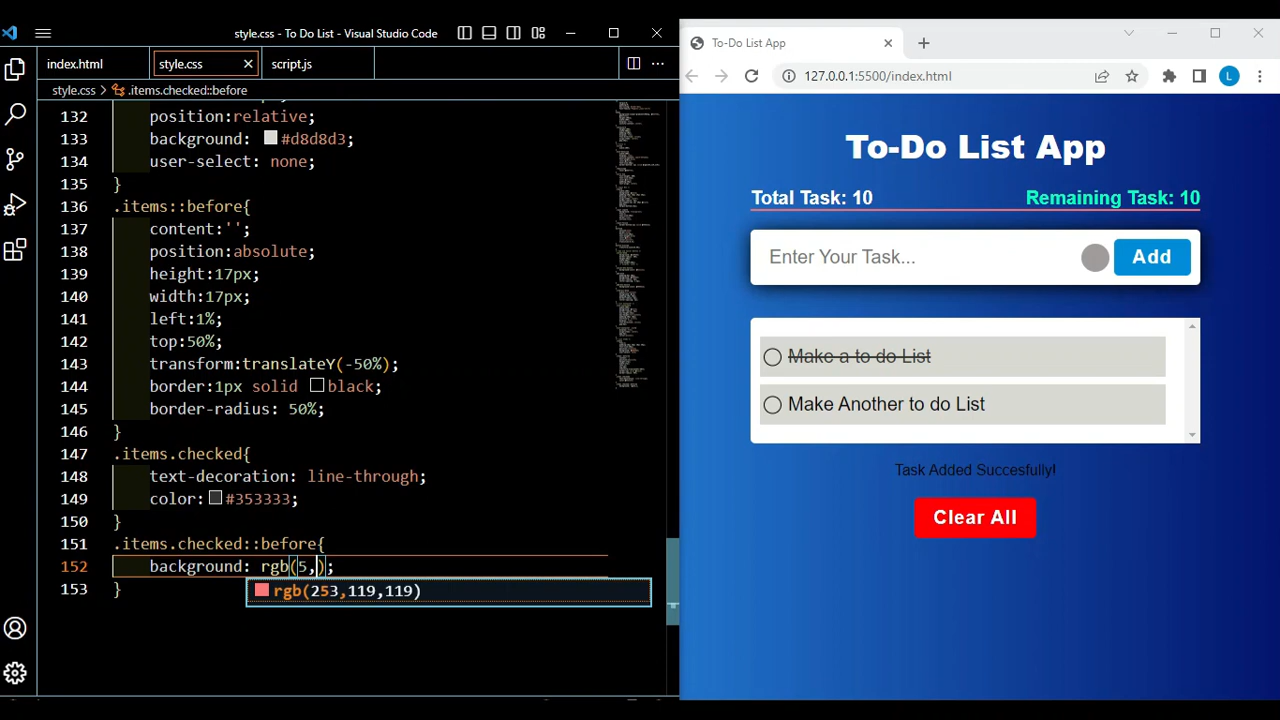 style.css - To Do List - Visual Studio Code
index.html
style.css
script.js
style.css > .items.checked::before
132 position:relative;
133 background: #d8d8d3;
134 user-select: none;
135 }
136 .items::before{
137 content:'';
138 position:absolute;
139 height:17px;
140 width:17px;
141 left:1%;
142 top:50%;
143 transform:translateY(-50%);
144 border:1px solid black;
145 border-radius: 50%;
146 }
147 .items.checked{
148 text-decoration: line-through;
149 color:#353333;
150 }
151 .items.checked::before{
152 background: rgb(5,);
rgb(253,119,119)
153 }
To-Do List App
127.0.0.1:5500/index.html
L
To-Do List App
Total Task: 10
Remaining Task: 10
Enter Your Task...
Add
Make a to do List
Make Another to do List
Task Added Succesfully!
Clear All